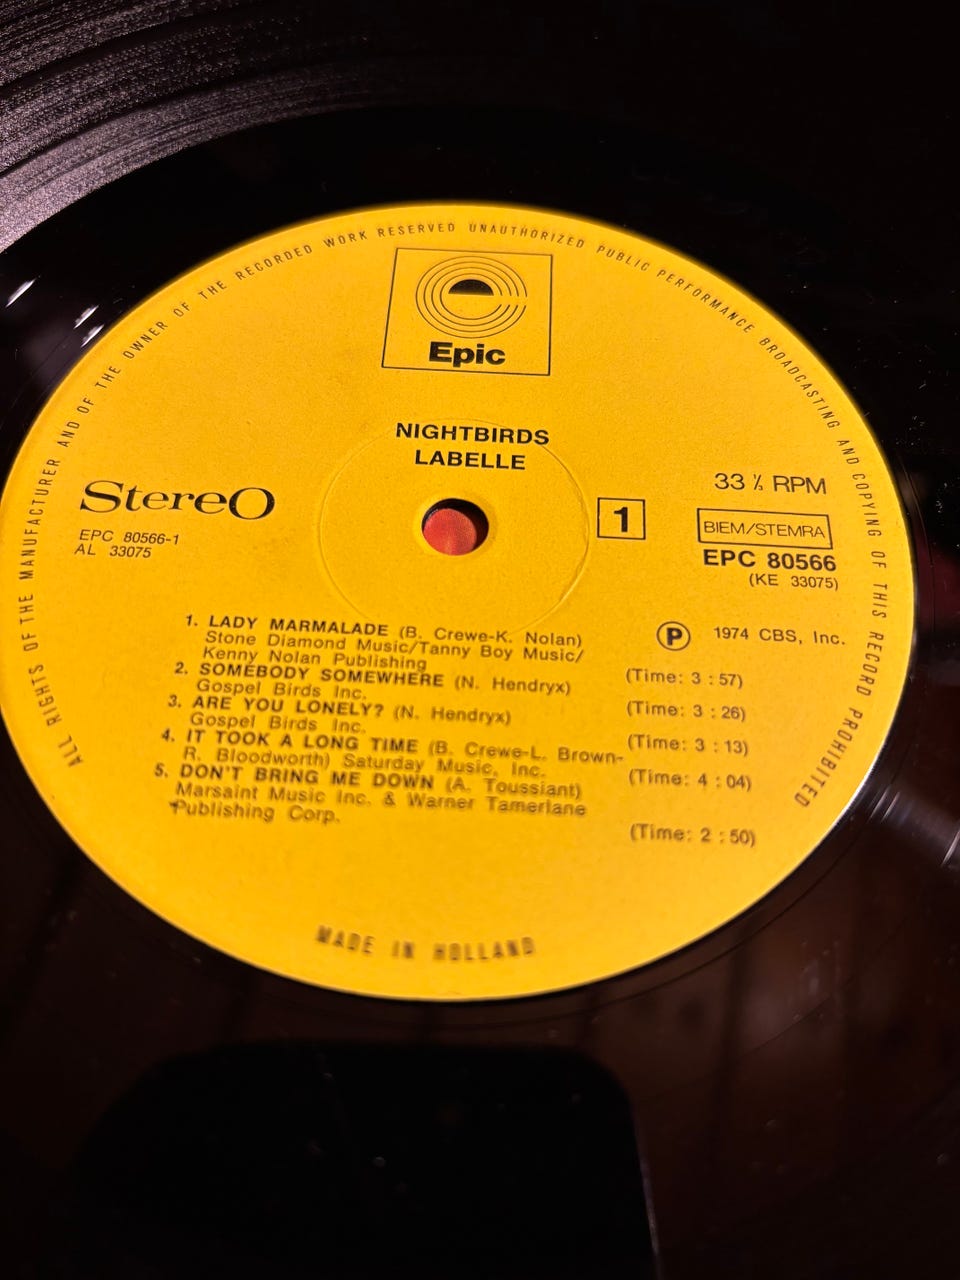 ALL RIGHTS OF THE MANUFACTURER AND OF THE OWNER OF THE RECORDED WORK RESERVED UNAUTHORIZED PUBLIC PERFORMANCE BROADCASTING AND COPYING OF THIS RECORD PROHIBITED
Epic
NIGHTBIRDS
LABELLE
Stereo
EPC 80566-1
AL 33075
1
33 ⅓ RPM
BIEM/STEMRA
EPC 80566
(KE 33075)
Ⓟ 1974 CBS, Inc.
1. LADY MARMALADE (B. Crewe-K. Nolan)
Stone Diamond Music/Tanny Boy Music/
Kenny Nolan Publishing (Time: 3 : 57)
2. SOMEBODY SOMEWHERE (N. Hendryx)
Gospel Birds Inc. (Time: 3 : 26)
3. ARE YOU LONELY? (N. Hendryx)
Gospel Birds Inc. (Time: 3 : 13)
4. IT TOOK A LONG TIME (B. Crewe-L. Brown-
R. Bloodworth) Saturday Music, Inc. (Time: 4 : 04)
5. DON'T BRING ME DOWN (A. Toussiant)
Marsaint Music Inc. & Warner Tamerlane
Publishing Corp. (Time: 2 : 50)
MADE IN HOLLAND